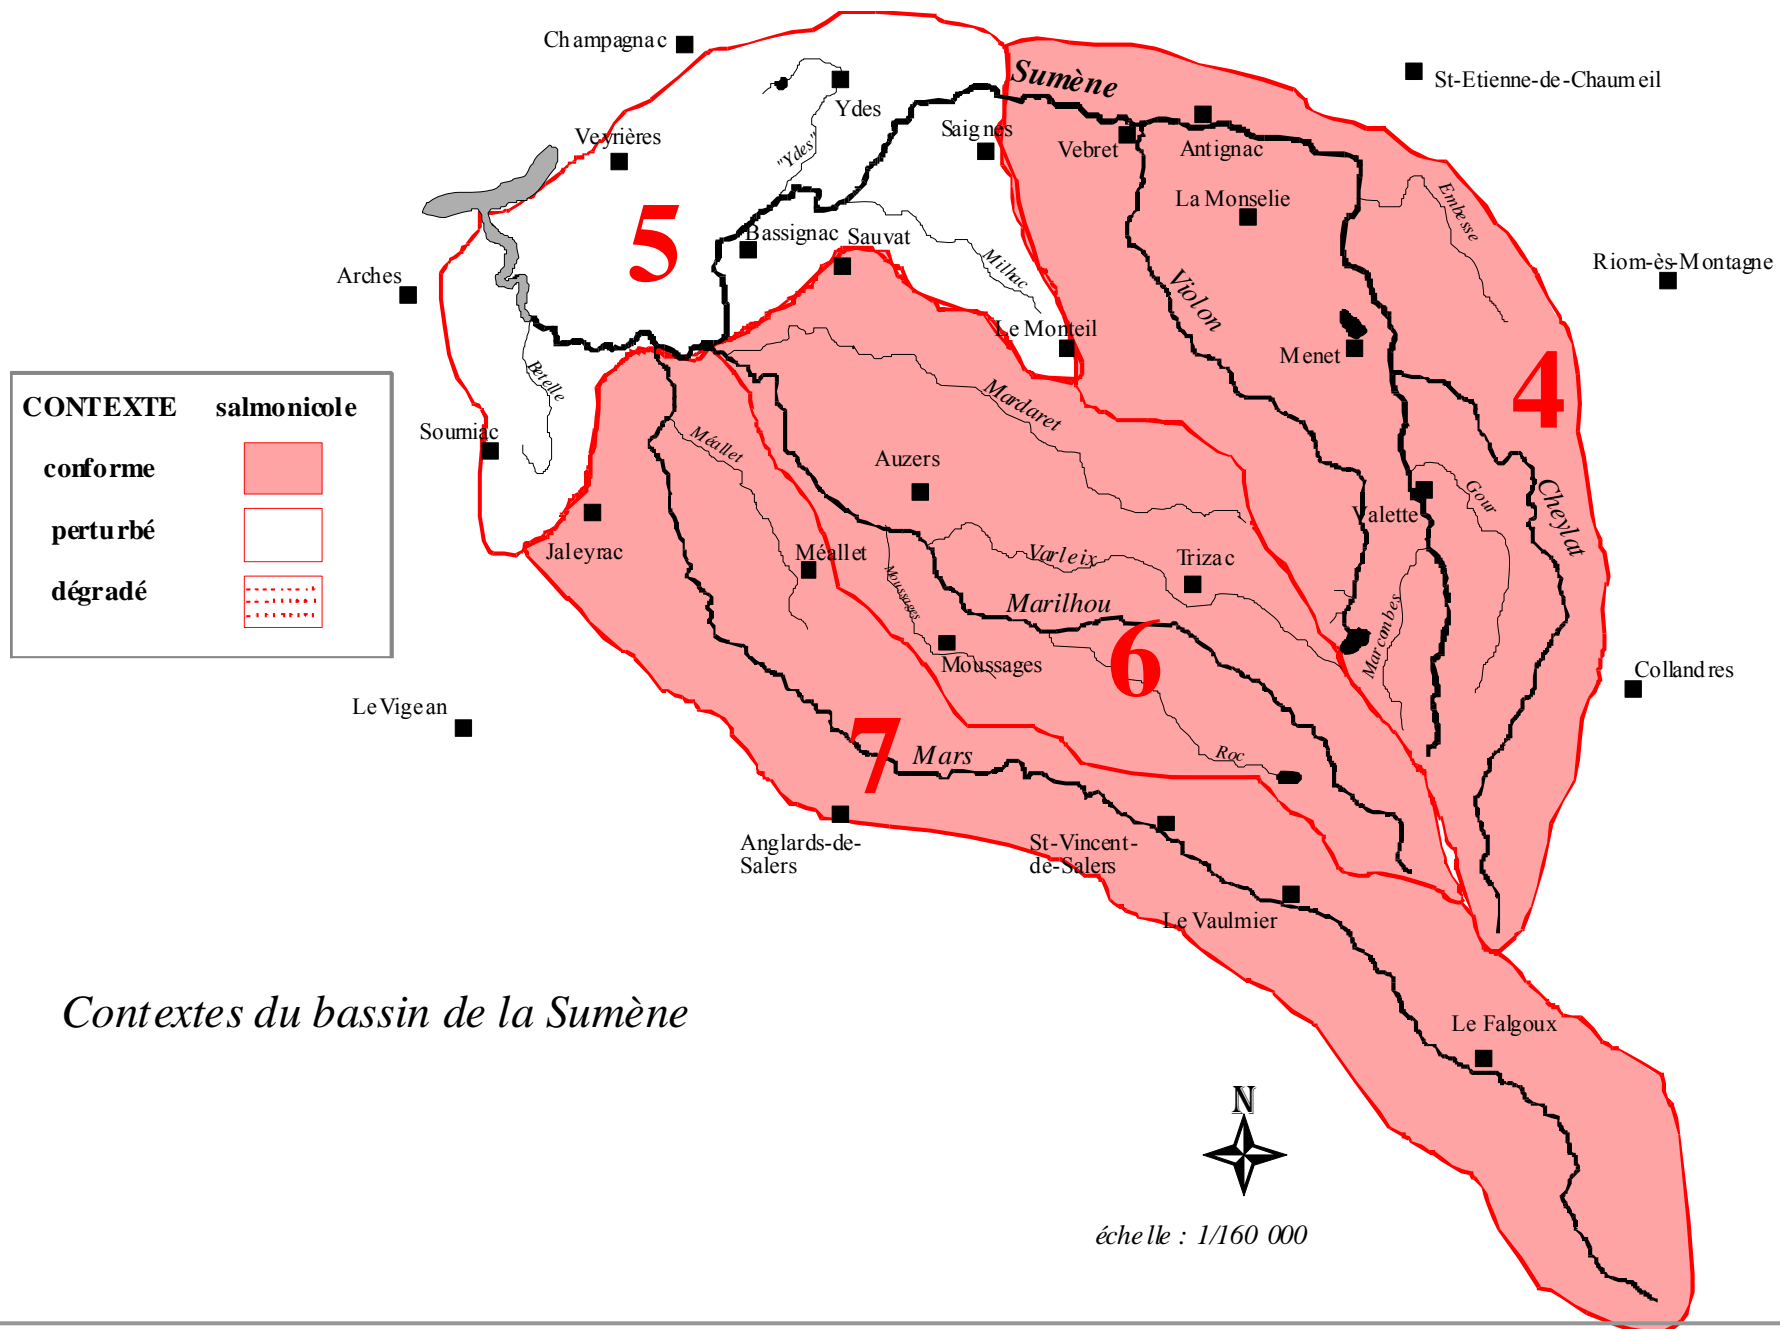 Champagnac
St-Etienne-de-Chaumeil
Sumène
Ydes
Saignes
Vebret
Antignac
Veyrières
"Ydes"
La Monselie
Embesse
5
Bassignac
Sauvat
Milhac
Riom-ès-Montagne
Arches
Violon
Le Monteil
Menet
4
Betelle
Mardaret
CONTEXTE salmonicole
conforme
perturbé
dégradé
Sourniac
Méallet
Auzers
Valette
Gour
Cheylat
Jaleyrac
Méallet
Moussages
Varleix
Trizac
Marilhou
Marcombes
6
Moussages
Collandres
Le Vigean
7
Mars
Roc
Anglards-de-
Salers
St-Vincent-
de-Salers
Le Vaulmier
Contextes du bassin de la Sumène
Le Falgoux
N
échelle : 1/160 000